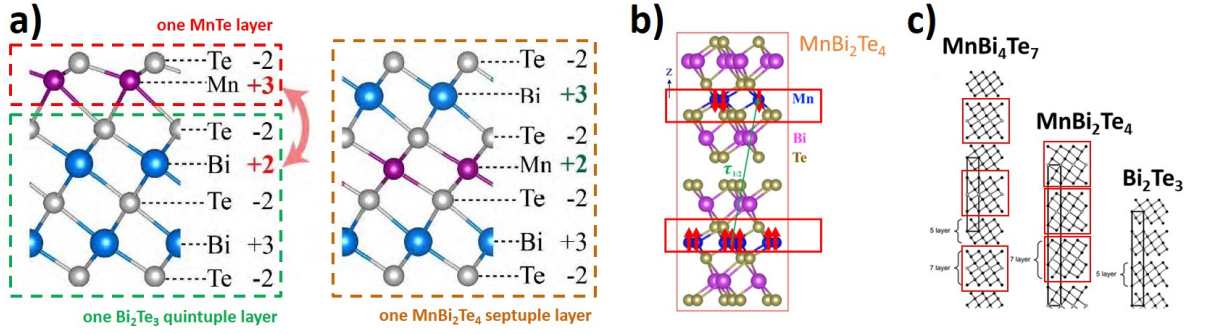 a)
one MnTe layer
Te -2
Mn +3
Te -2
Bi +2
Te -2
Bi +3
Te -2
one Bi₂Te₃ quintuple layer
Te -2
Bi +3
Te -2
Mn +2
Te -2
Bi +3
Te -2
one MnBi₂Te₄ septuple layer
b)
MnBi₂Te₄
z
Mn
Bi
Te
τ₁/₂
c)
MnBi₄Te₇
5 layer
7 layer
MnBi₂Te₄
7 layer
Bi₂Te₃
5 layer